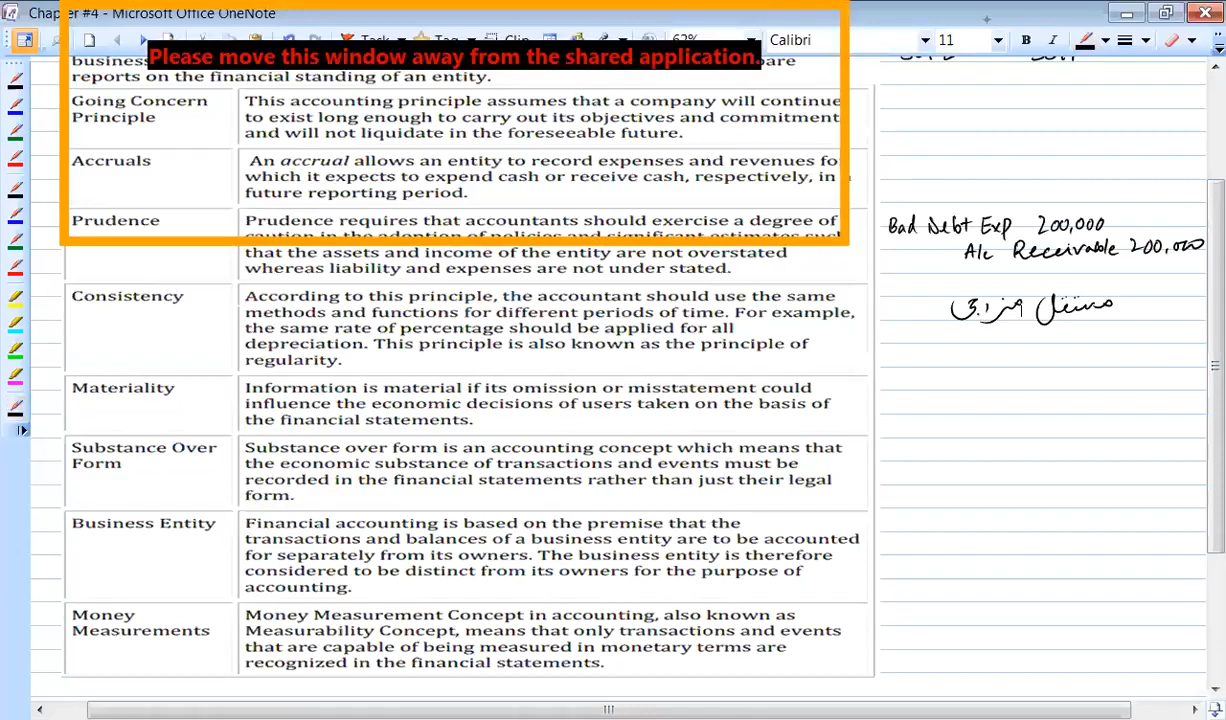 Chapter #4 - Microsoft Office OneNote
Task
Tag
Clip
62%
Calibri
11
B I
Please move this window away from the shared application.
reports on the financial standing of an entity.
Going Concern Principle
This accounting principle assumes that a company will continue
to exist long enough to carry out its objectives and commitment
and will not liquidate in the foreseeable future.
Accruals
An accrual allows an entity to record expenses and revenues fo
which it expects to expend cash or receive cash, respectively, in
future reporting period.
Prudence
Prudence requires that accountants should exercise a degree of
caution in the adoption of policies and significant estimates such
that the assets and income of the entity are not overstated
whereas liability and expenses are not under stated.
Consistency
According to this principle, the accountant should use the same
methods and functions for different periods of time. For example,
the same rate of percentage should be applied for all
depreciation. This principle is also known as the principle of
regularity.
Materiality
Information is material if its omission or misstatement could
influence the economic decisions of users taken on the basis of
the financial statements.
Substance Over
Form
Substance over form is an accounting concept which means that
the economic substance of transactions and events must be
recorded in the financial statements rather than just their legal
form.
Business Entity
Financial accounting is based on the premise that the
transactions and balances of a business entity are to be accounted
for separately from its owners. The business entity is therefore
considered to be distinct from its owners for the purpose of
accounting.
Money
Measurements
Money Measurement Concept in accounting, also known as
Measurability Concept, means that only transactions and events
that are capable of being measured in monetary terms are
recognized in the financial statements.
Bad Debt Exp 200,000
A/c Receivable 200,000
مستقل مزاجی